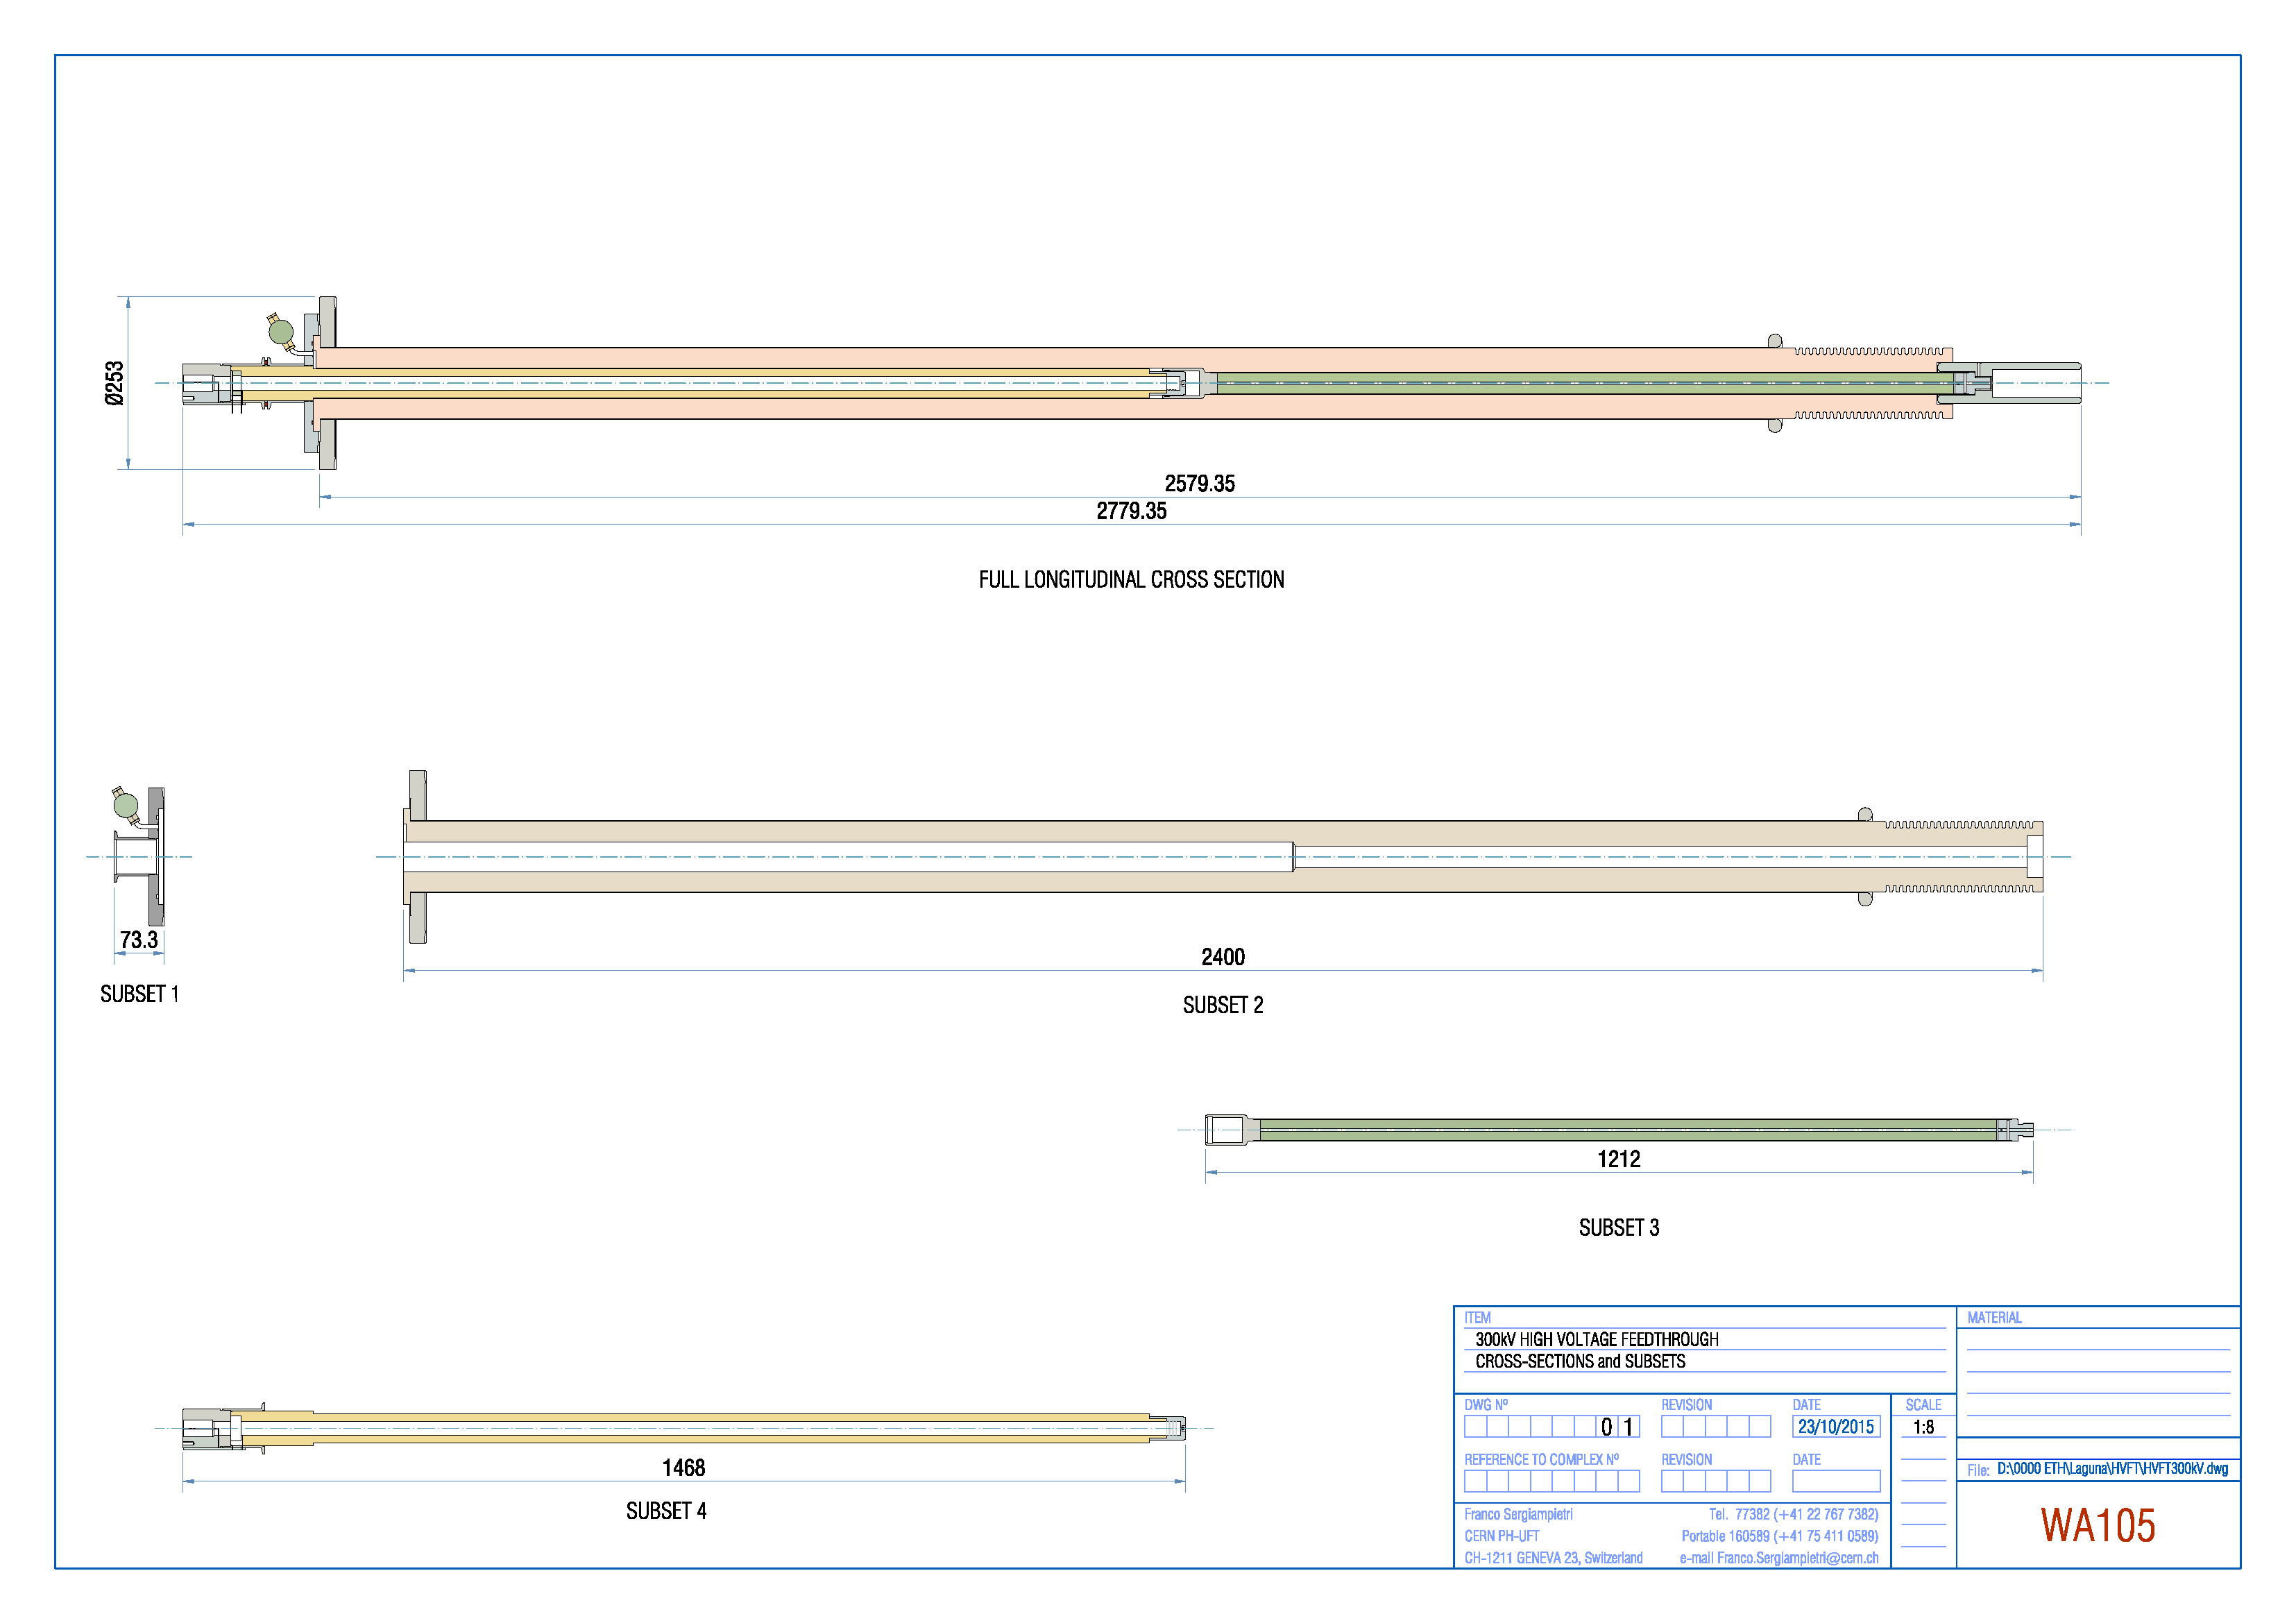 Ø253
2579.35
2779.35
FULL LONGITUDINAL CROSS SECTION
73.3
SUBSET 1
2400
SUBSET 2
1212
SUBSET 3
1468
SUBSET 4
ITEM
300kV HIGH VOLTAGE FEEDTHROUGH
CROSS-SECTIONS and SUBSETS
MATERIAL
DWG Nº REVISION DATE SCALE
0 1 23/10/2015 1:8
REFERENCE TO COMPLEX Nº REVISION DATE
File: D:\0000 ETH\Laguna\HVFT\HVFT300kV.dwg
Franco Sergiampietri Tel. 77382 (+41 22 767 7382)
CERN PH-UFT Portable 160589 (+41 75 411 0589)
CH-1211 GENEVA 23, Switzerland e-mail Franco.Sergiampietri@cern.ch
WA105